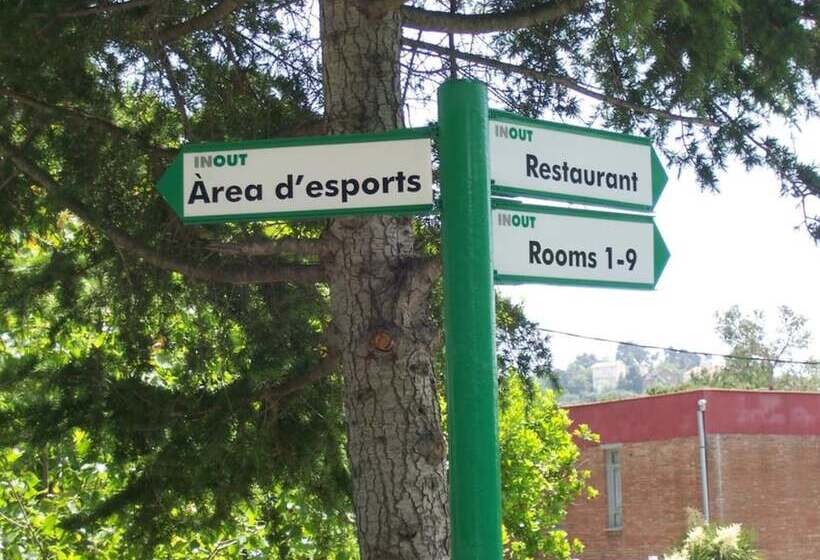 INOUT
Àrea d'esports
INOUT
Restaurant
INOUT
Rooms 1-9